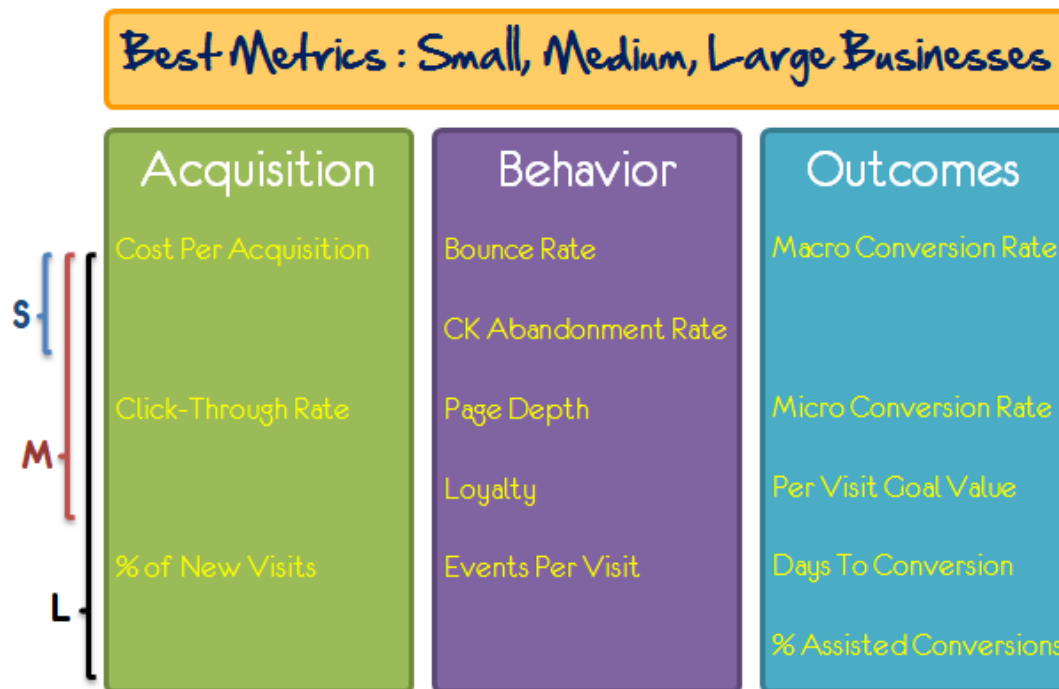 Best Metrics : Small, Medium, Large Businesses
Acquisition
Cost Per Acquisition
Click-Through Rate
% of New Visits
Behavior
Bounce Rate
CK Abandonment Rate
Page Depth
Loyalty
Events Per Visit
Outcomes
Macro Conversion Rate
Micro Conversion Rate
Per Visit Goal Value
Days To Conversion
% Assisted Conversions
S
M
L